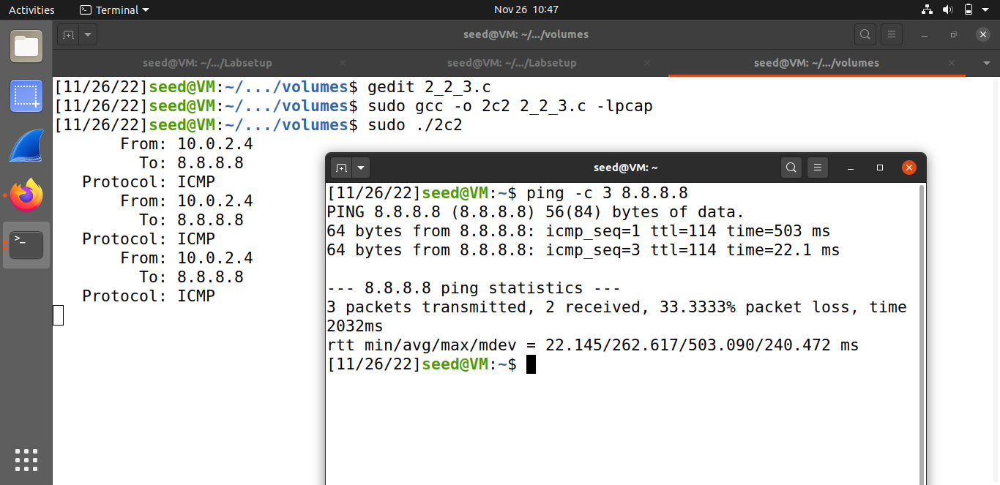 Activities
Terminal
Nov 26 10:47
seed@VM: ~/.../volumes
seed@VM: ~/.../Labsetup
seed@VM: ~/.../Labsetup
seed@VM: ~/.../volumes
[11/26/22]seed@VM:~/.../volumes$ gedit 2_2_3.c
[11/26/22]seed@VM:~/.../volumes$ sudo gcc -o 2c2 2_2_3.c -lpcap
[11/26/22]seed@VM:~/.../volumes$ sudo ./2c2
From: 10.0.2.4
To: 8.8.8.8
Protocol: ICMP
From: 10.0.2.4
To: 8.8.8.8
Protocol: ICMP
From: 10.0.2.4
To: 8.8.8.8
Protocol: ICMP
seed@VM: ~
[11/26/22]seed@VM:~$ ping -c 3 8.8.8.8
PING 8.8.8.8 (8.8.8.8) 56(84) bytes of data.
64 bytes from 8.8.8.8: icmp_seq=1 ttl=114 time=503 ms
64 bytes from 8.8.8.8: icmp_seq=3 ttl=114 time=22.1 ms
--- 8.8.8.8 ping statistics ---
3 packets transmitted, 2 received, 33.3333% packet loss, time
2032ms
rtt min/avg/max/mdev = 22.145/262.617/503.090/240.472 ms
[11/26/22]seed@VM:~$